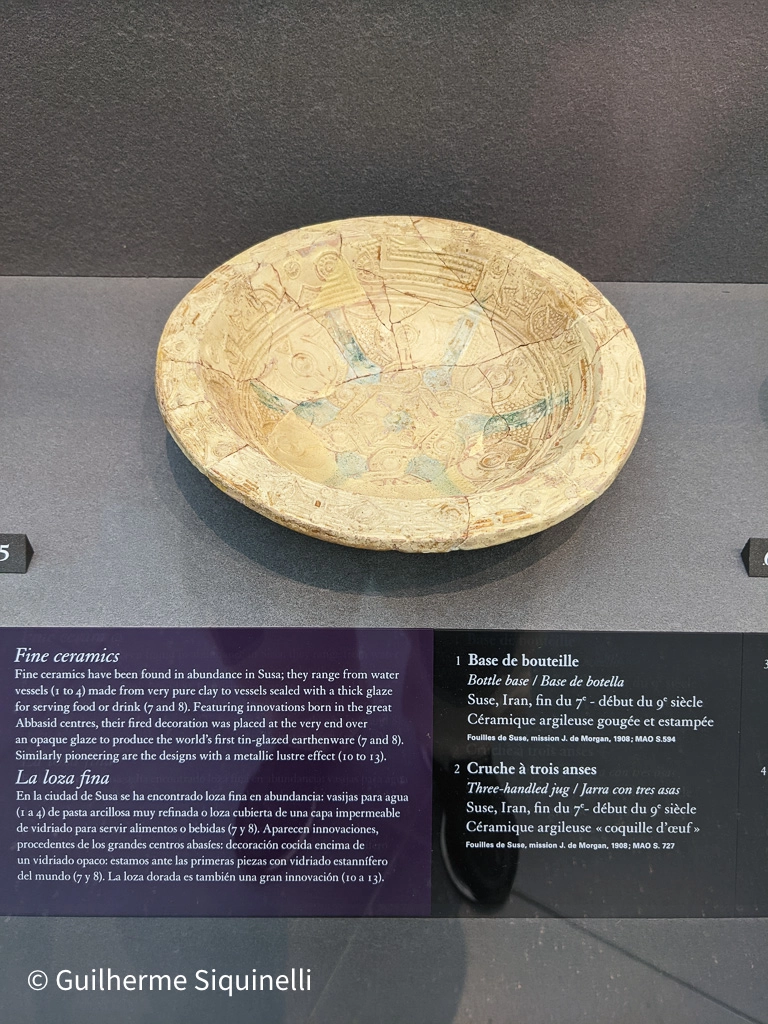 5
Fine ceramics
Fine ceramics have been found in abundance in Susa; they range from water
vessels (1 to 4) made from very pure clay to vessels sealed with a thick glaze
for serving food or drink (7 and 8). Featuring innovations born in the great
Abbasid centres, their fired decoration was placed at the very end over
an opaque glaze to produce the world's first tin-glazed earthenware (7 and 8).
Similarly pioneering are the designs with a metallic lustre effect (10 to 13).
La loza fina
En la ciudad de Susa se ha encontrado loza fina en abundancia: vasijas para agua
(1 a 4) de pasta arcillosa muy refinada o loza cubierta de una capa impermeable
de vidriado para servir alimentos o bebidas (7 y 8). Aparecen innovaciones,
procedentes de los grandes centros abasíes: decoración cocida encima de
un vidriado opaco: estamos ante las primeras piezas con vidriado estannífero
del mundo (7 y 8). La loza dorada es también una gran innovación (10 a 13).
1 Base de bouteille
Bottle base / Base de botella
Suse, Iran, fin du 7e - début du 9e siècle
Céramique argileuse gougée et estampée
Fouilles de Suse, mission J. de Morgan, 1908; MAO S.594
2 Cruche à trois anses
Three-handled jug / Jarra con tres asas
Suse, Iran, fin du 7e- début du 9e siècle
Céramique argileuse « coquille d'œuf »
Fouilles de Suse, mission J. de Morgan, 1908; MAO S. 727
3
4
© Guilherme Siquinelli